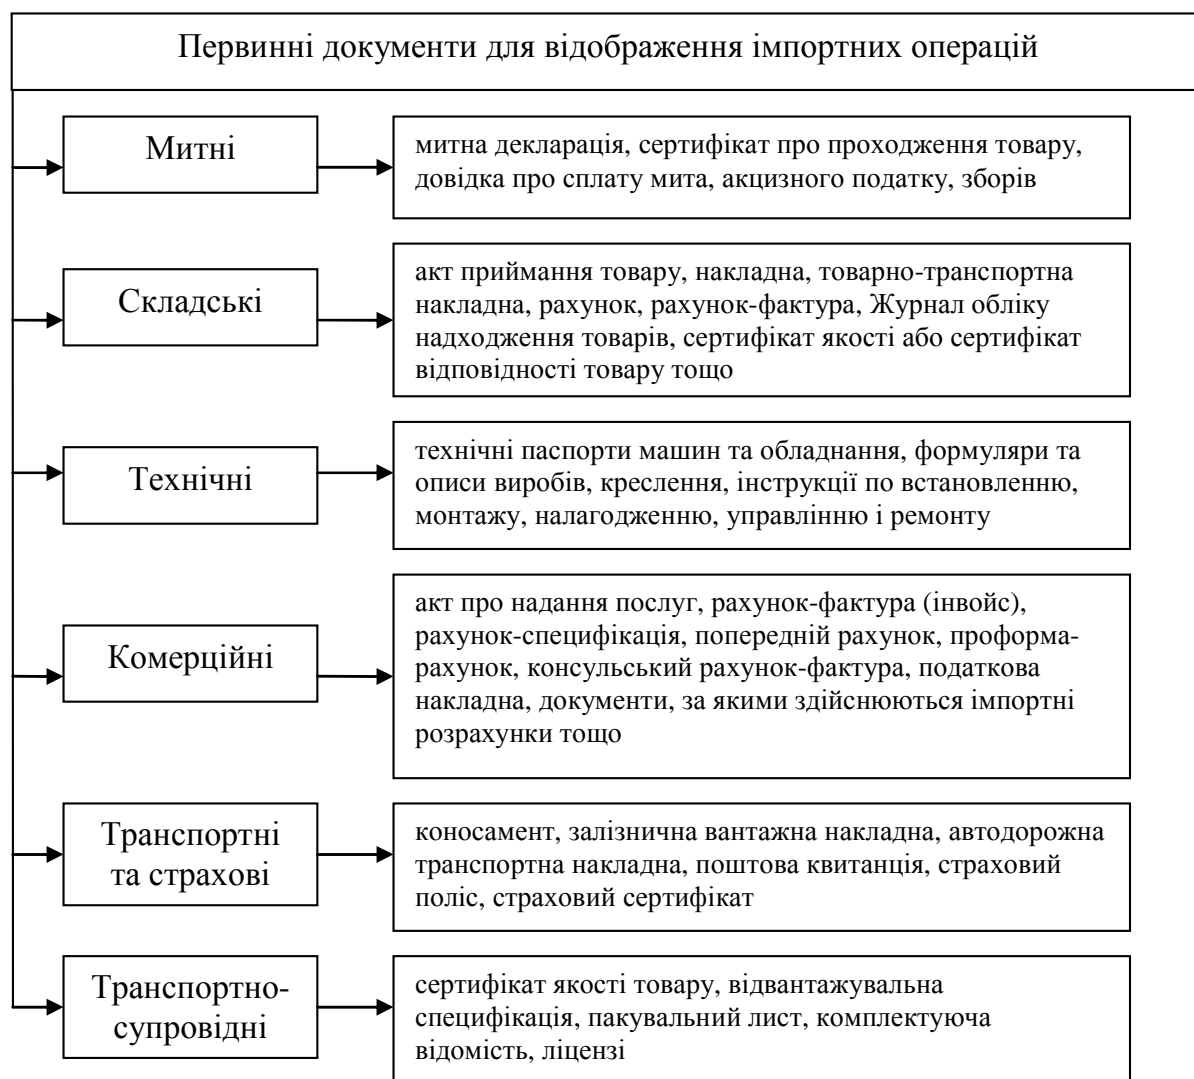 Первинні документи для відображення імпортних операцій
Митні
митна декларація, сертифікат про проходження товару,
довідка про сплату мита, акцизного податку, зборів
Складські
акт приймання товару, накладна, товарно-транспортна
накладна, рахунок, рахунок-фактура, Журнал обліку
надходження товарів, сертифікат якості або сертифікат
відповідності товару тощо
Технічні
технічні паспорти машин та обладнання, формуляри та
описи виробів, креслення, інструкції по встановленню,
монтажу, налагодженню, управлінню і ремонту
Комерційні
акт про надання послуг, рахунок-фактура (інвойс),
рахунок-специфікація, попередній рахунок, проформа-
рахунок, консульський рахунок-фактура, податкова
накладна, документи, за якими здійснюються імпортні
розрахунки тощо
Транспортні
та страхові
коносамент, залізнична вантажна накладна, автодорожна
транспортна накладна, поштова квитанція, страховий
поліс, страховий сертифікат
Транспортно-
супровідні
сертифікат якості товару, відвантажувальна
специфікація, пакувальний лист, комплектуюча
відомість, ліцензі